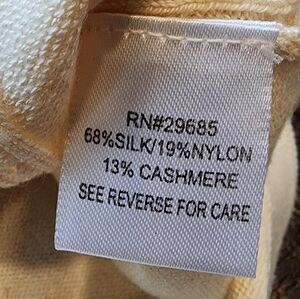 RN#29685
68%SILK/19%NYLON
13% CASHMERE
SEE REVERSE FOR CARE